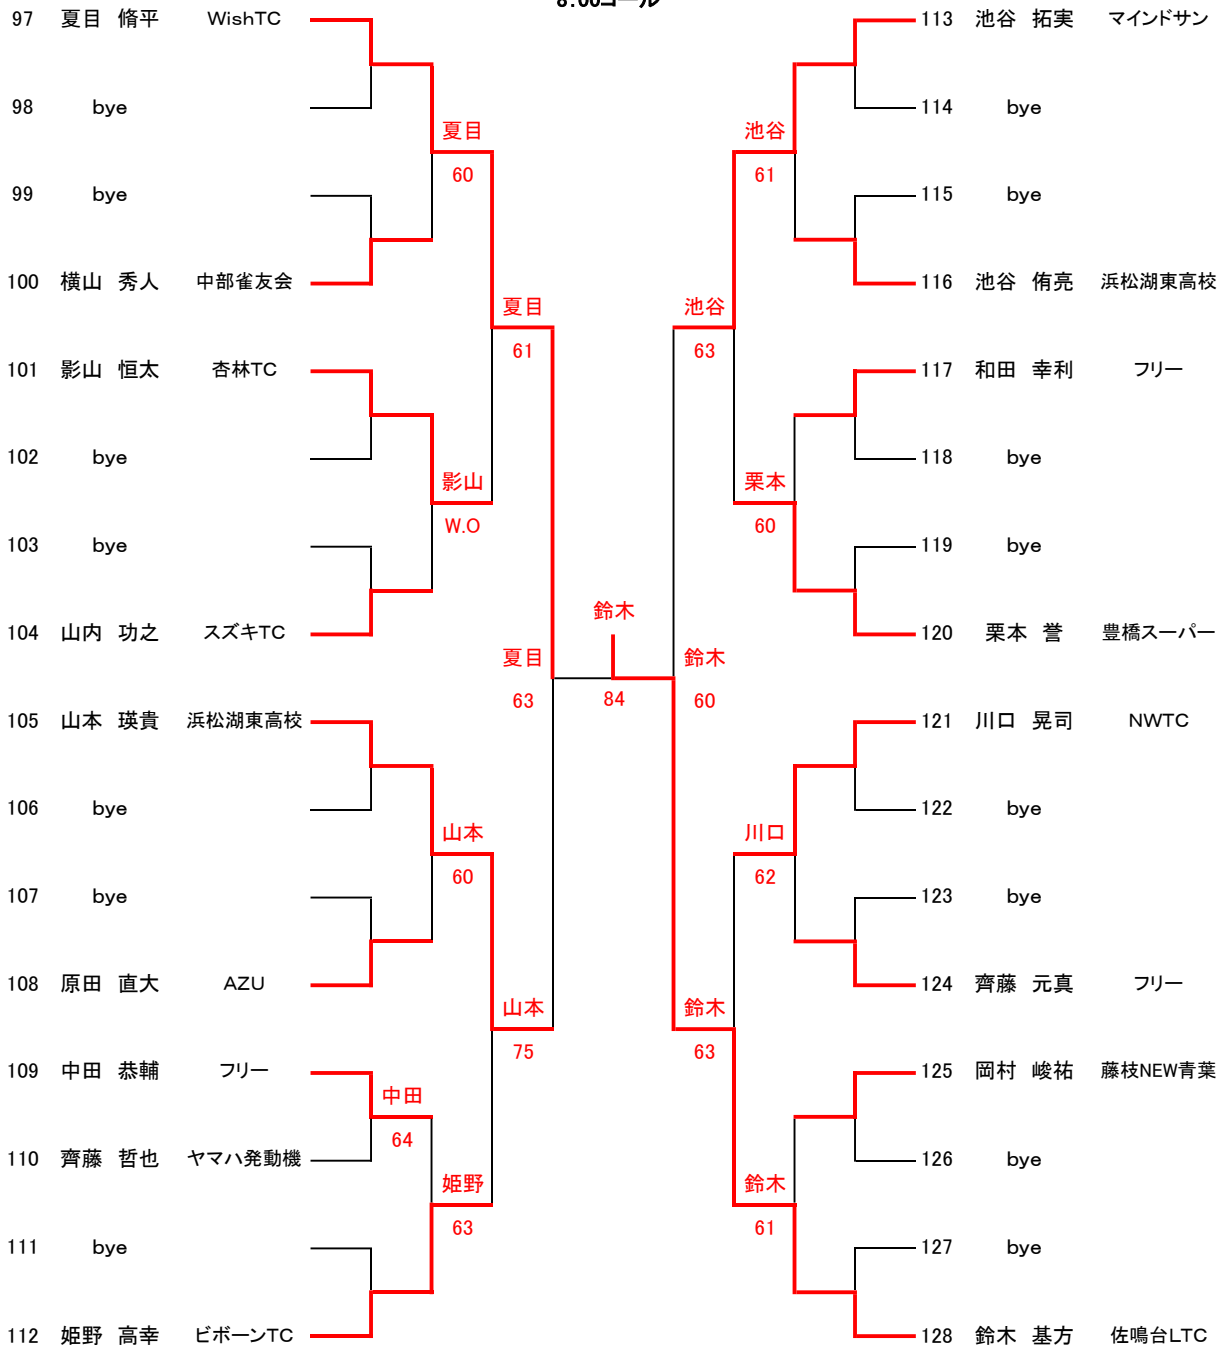 8:00コール
97 夏目 脩平 WishTC
98 bye
夏目
60
99 bye
100 横山 秀人 中部雀友会
夏目
61
101 影山 恒太 杏林TC
102 bye
影山
W.O
103 bye
104 山内 功之 スズキTC
夏目
63
105 山本 瑛貴 浜松湖東高校
106 bye
山本
60
107 bye
108 原田 直大 AZU
山本
75
109 中田 恭輔 フリー
中田
64
110 齊藤 哲也 ヤマハ発動機
姫野
63
111 bye
112 姫野 高幸 ビボーンTC
鈴木
84
113 池谷 拓実 マインドサン
114 bye
池谷
61
115 bye
116 池谷 侑亮 浜松湖東高校
池谷
63
117 和田 幸利 フリー
118 bye
栗本
60
119 bye
120 栗本 誉 豊橋スーパー
鈴木
60
121 川口 晃司 NWTC
122 bye
川口
62
123 bye
124 齊藤 元真 フリー
鈴木
63
125 岡村 峻祐 藤枝NEW青葉
126 bye
鈴木
61
127 bye
128 鈴木 基方 佐鳴台LTC